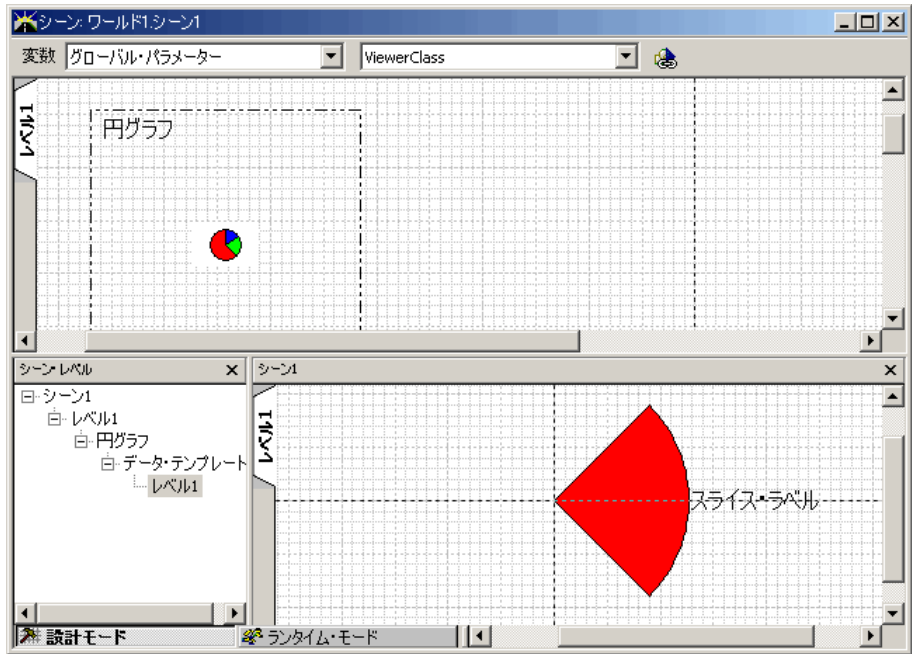 シーン: ワールド1.シーン1
変数 グローバル・パラメーター ViewerClass
レベル1
円グラフ
シーン・レベル
シーン1
レベル1
円グラフ
データ・テンプレート
レベル1
シーン1
レベル1
スライス・ラベル
設計モード ランタイム・モード